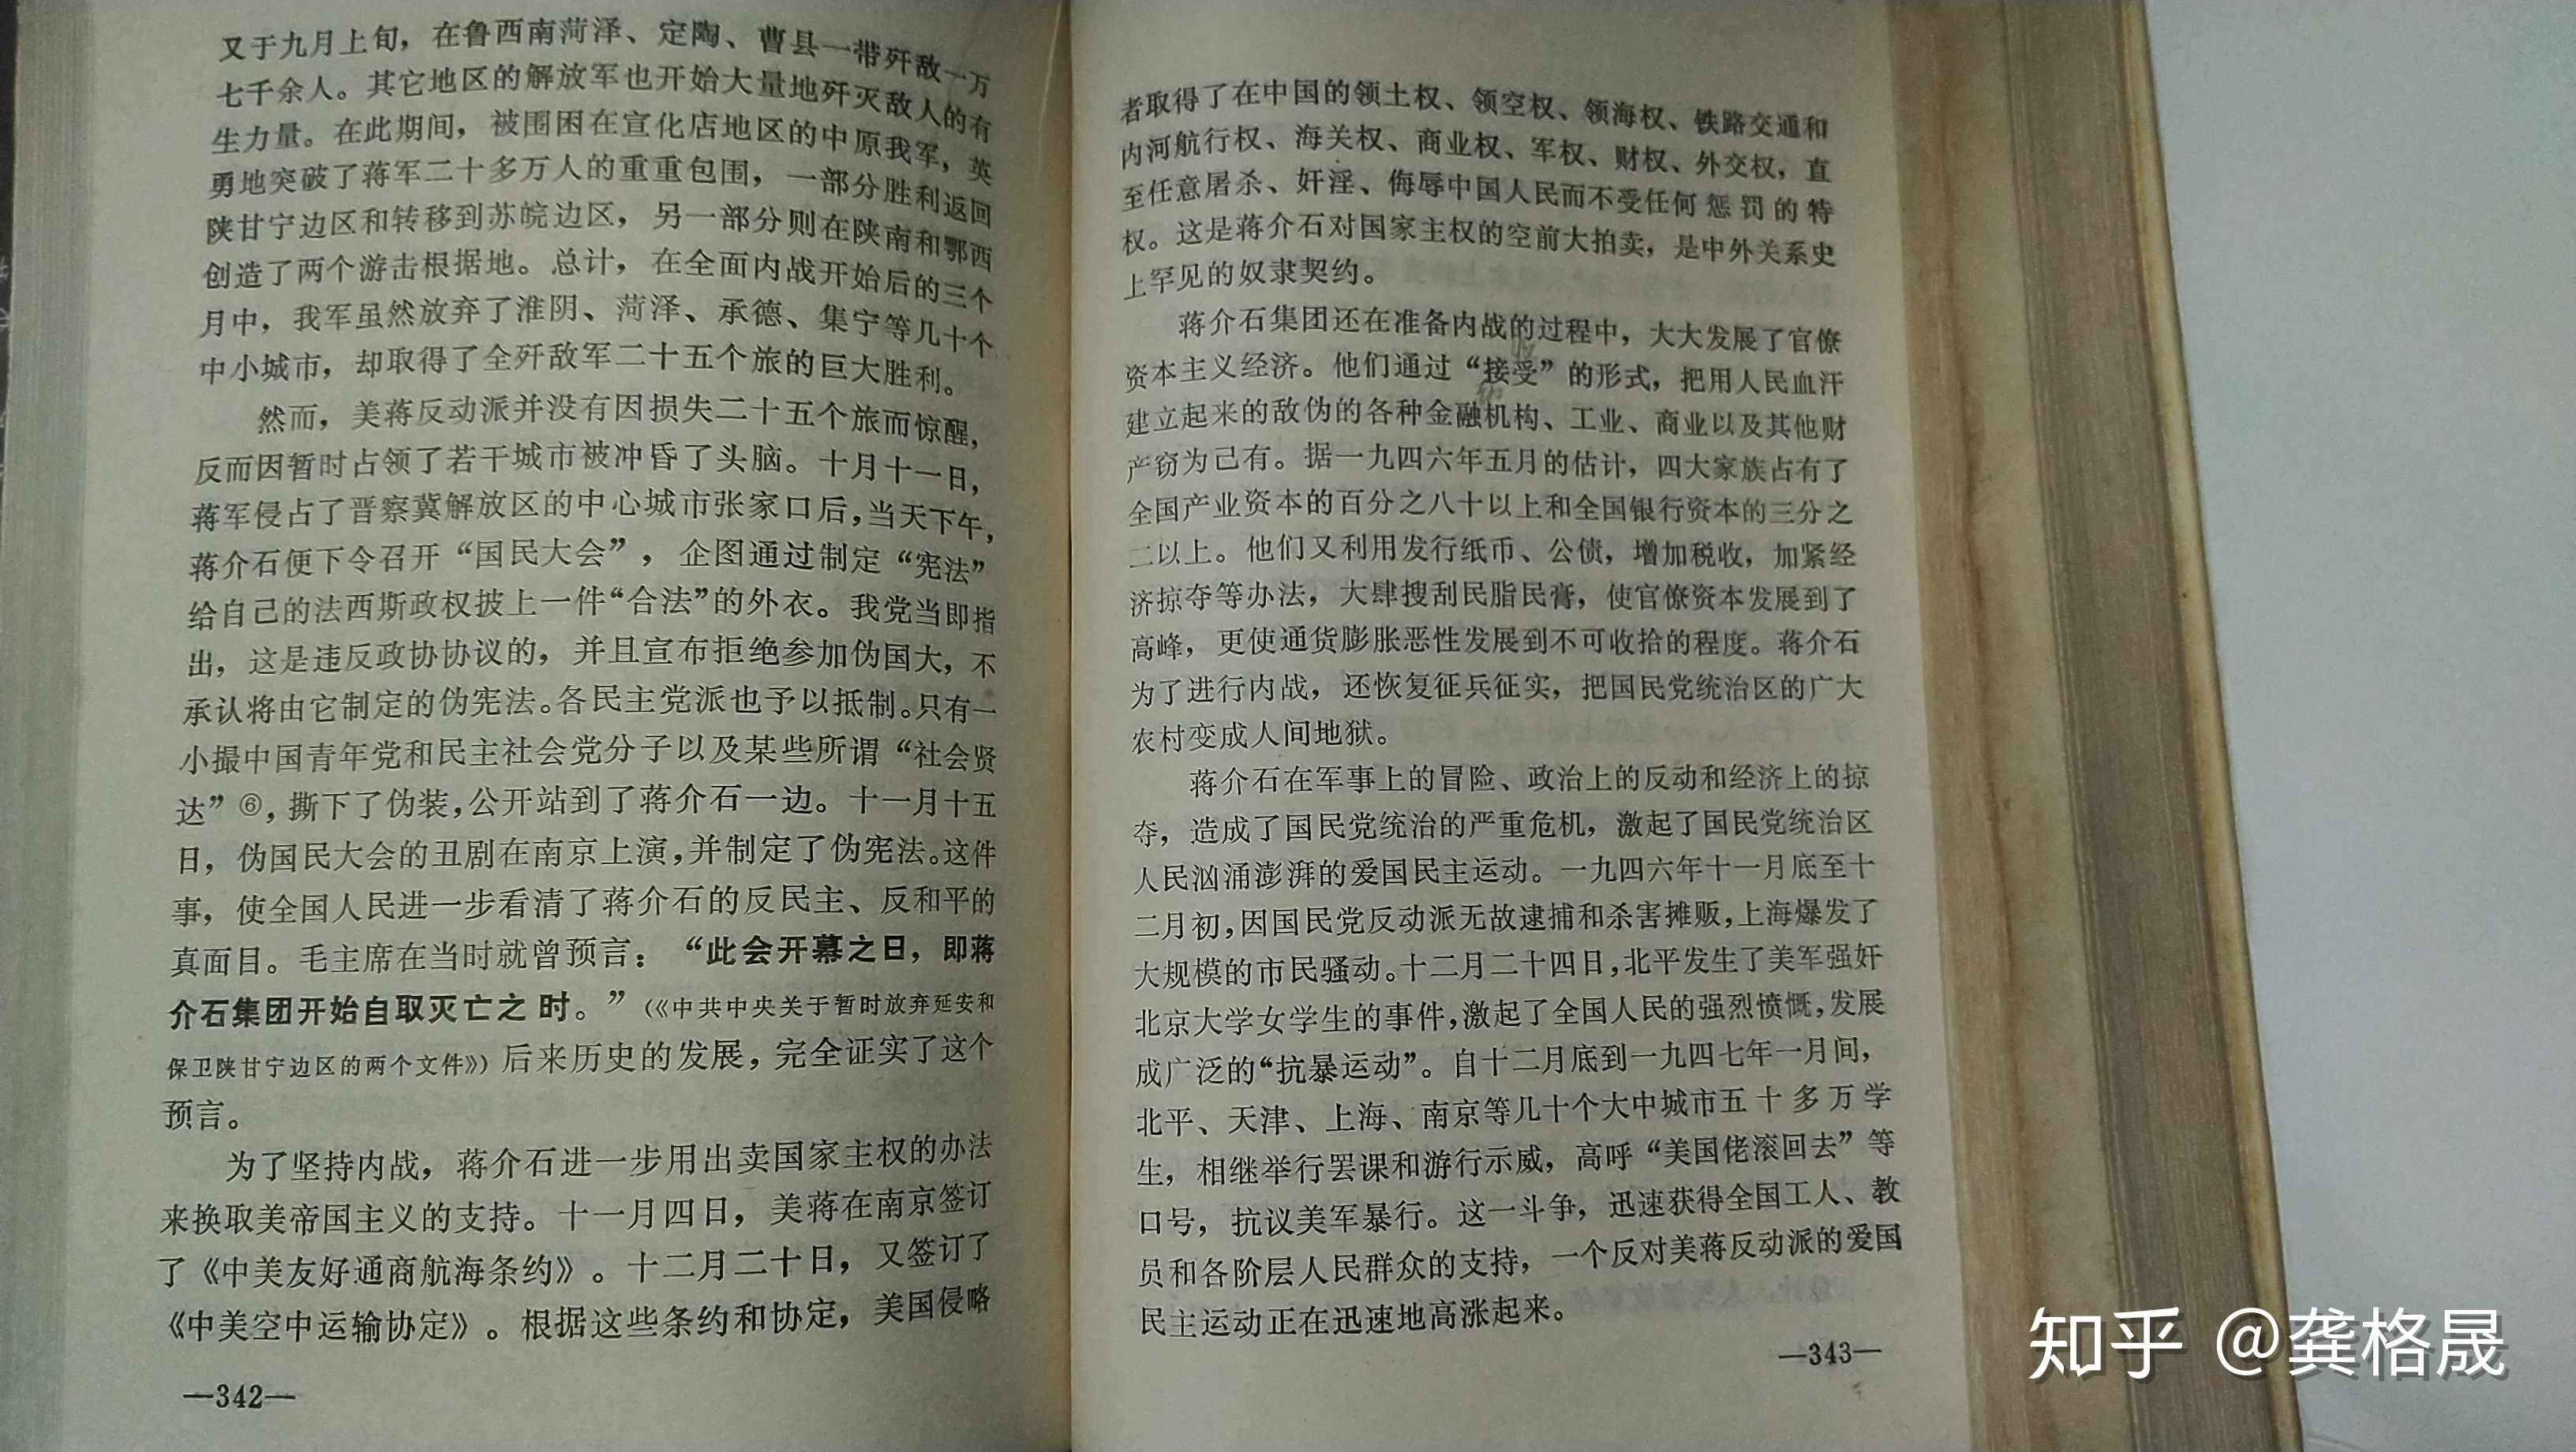 又于九月上旬，在鲁西南菏泽、定陶、曹县一带歼敌一万
七千余人。其它地区的解放军也开始大量地歼灭敌人的有
生力量。在此期间，被围困在宣化店地区的中原我军，英
勇地突破了蒋军二十多万人的重重包围，一部分胜利返回
陕甘宁边区和转移到苏皖边区，另一部分则在陕南和鄂西
创造了两个游击根据地。总计，在全面内战开始后的三个
月中，我军虽然放弃了淮阴、菏泽、承德、集宁等几十个
中小城市，却取得了全歼敌军二十五个旅的巨大胜利。
然而，美蒋反动派并没有因损失二十五个旅而惊醒，
反而因暂时占领了若干城市被冲昏了头脑。十月十一日，
蒋军侵占了晋察冀解放区的中心城市张家口后，当天下午，
蒋介石便下令召开“国民大会”，企图通过制定“宪法”
给自己的法西斯政权披上一件“合法”的外衣。我党当即指
出，这是违反政协协议的，并且宣布拒绝参加伪国大，不
承认将由它制定的伪宪法。各民主党派也予以抵制。只有一
小撮中国青年党和民主社会党分子以及某些所谓“社会贤
达”⑥，撕下了伪装，公开站到了蒋介石一边。十一月十五
日，伪国民大会的丑剧在南京上演，并制定了伪宪法。这件
事，使全国人民进一步看清了蒋介石的反民主、反和平的
真面目。毛主席在当时就曾预言：“此会开幕之日，即蒋
介石集团开始自取灭亡之时。”（《中共中央关于暂时放弃延安和
保卫陕甘宁边区的两个文件》）后来历史的发展，完全证实了这个
预言。
为了坚持内战，蒋介石进一步用出卖国家主权的办法
来换取美帝国主义的支持。十一月四日，美蒋在南京签订
了《中美友好通商航海条约》。十二月二十日，又签订了
《中美空中运输协定》。根据这些条约和协定，美国侵略
—342—
者取得了在中国的领土权、领空权、领海权、铁路交通和
内河航行权、海关权、商业权、军权、财权、外交权，直
至任意屠杀、奸淫、侮辱中国人民而不受任何惩罚的特
权。这是蒋介石对国家主权的空前大拍卖，是中外关系史
上罕见的奴隶契约。
蒋介石集团还在准备内战的过程中，大大发展了官僚
资本主义经济。他们通过“接受”的形式，把用人民血汗
建立起来的敌伪的各种金融机构、工业、商业以及其他财
产窃为己有。据一九四六年五月的估计，四大家族占有了
全国产业资本的百分之八十以上和全国银行资本的三分之
二以上。他们又利用发行纸币、公债，增加税收，加紧经
济掠夺等办法，大肆搜刮民脂民膏，使官僚资本发展到了
高峰，更使通货膨胀恶性发展到不可收拾的程度。蒋介石
为了进行内战，还恢复征兵征实，把国民党统治区的广大
农村变成人间地狱。
蒋介石在军事上的冒险、政治上的反动和经济上的掠
夺，造成了国民党统治的严重危机，激起了国民党统治区
人民汹涌澎湃的爱国民主运动。一九四六年十一月底至十
二月初，因国民党反动派无故逮捕和杀害摊贩，上海爆发了
大规模的市民骚动。十二月二十四日，北平发生了美军强奸
北京大学女学生的事件，激起了全国人民的强烈愤慨，发展
成广泛的“抗暴运动”。自十二月底到一九四七年一月间，
北平、天津、上海、南京等几十个大中城市五十多万学
生，相继举行罢课和游行示威，高呼“美国佬滚回去”等
口号，抗议美军暴行。这一斗争，迅速获得全国工人、教
员和各阶层人民群众的支持，一个反对美蒋反动派的爱国
民主运动正在迅速地高涨起来。
—343—
知乎 @龚格晟